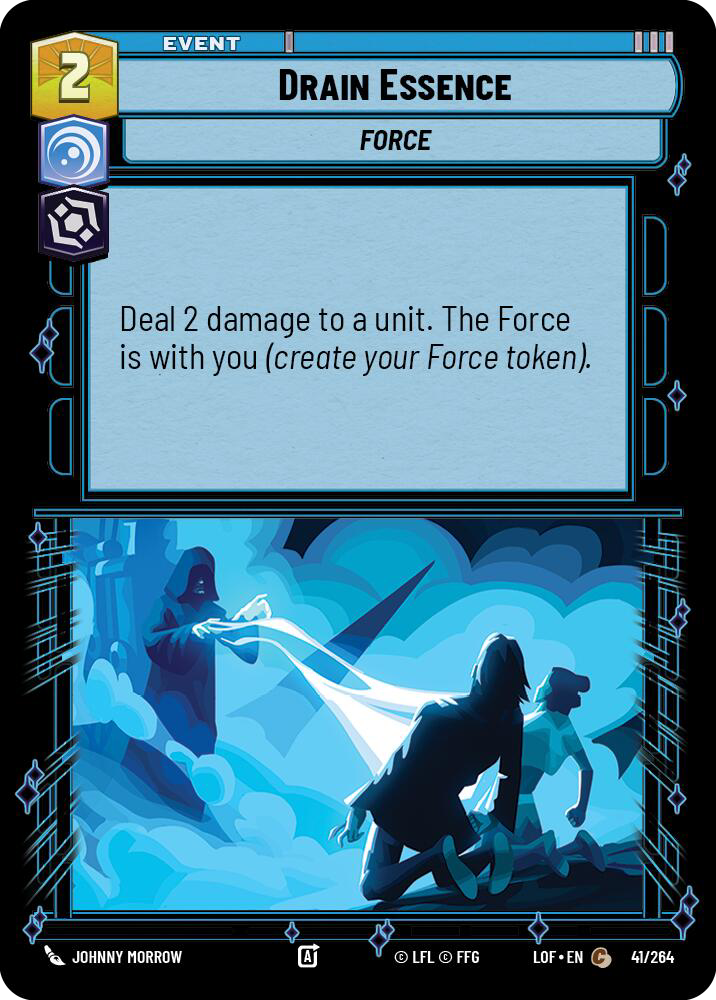 EVENT
2
Drain Essence
FORCE
Deal 2 damage to a unit. The Force
is with you (create your Force token).
JOHNNY MORROW
A
© LFL © FFG
LOF • EN
C
41/264